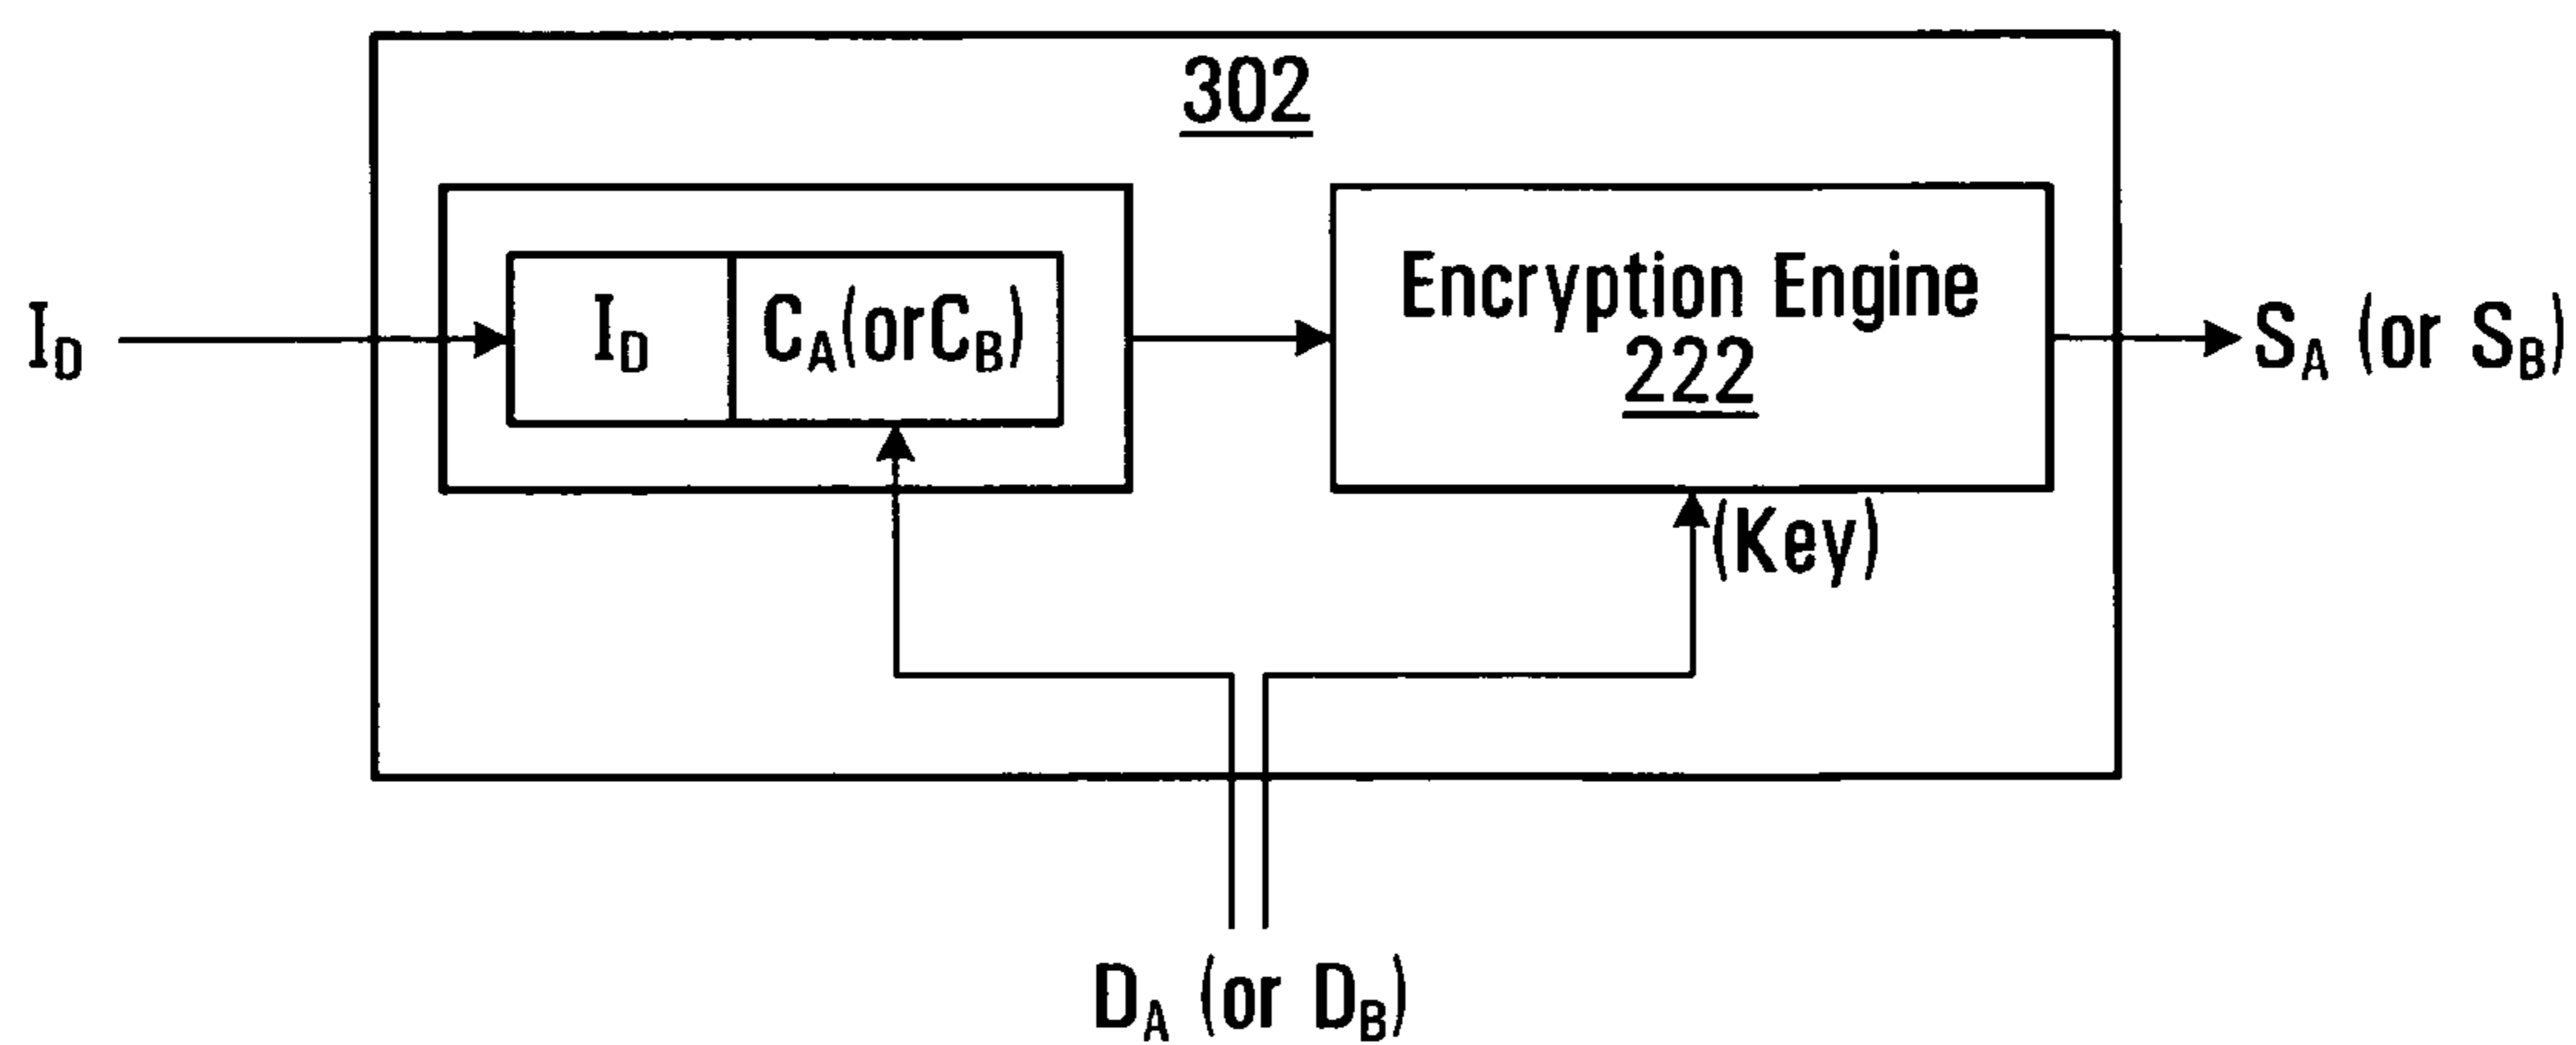 302
I_D
I_D
C_A(orC_B)
Encryption Engine
222
S_A (or S_B)
(Key)
D_A (or D_B)